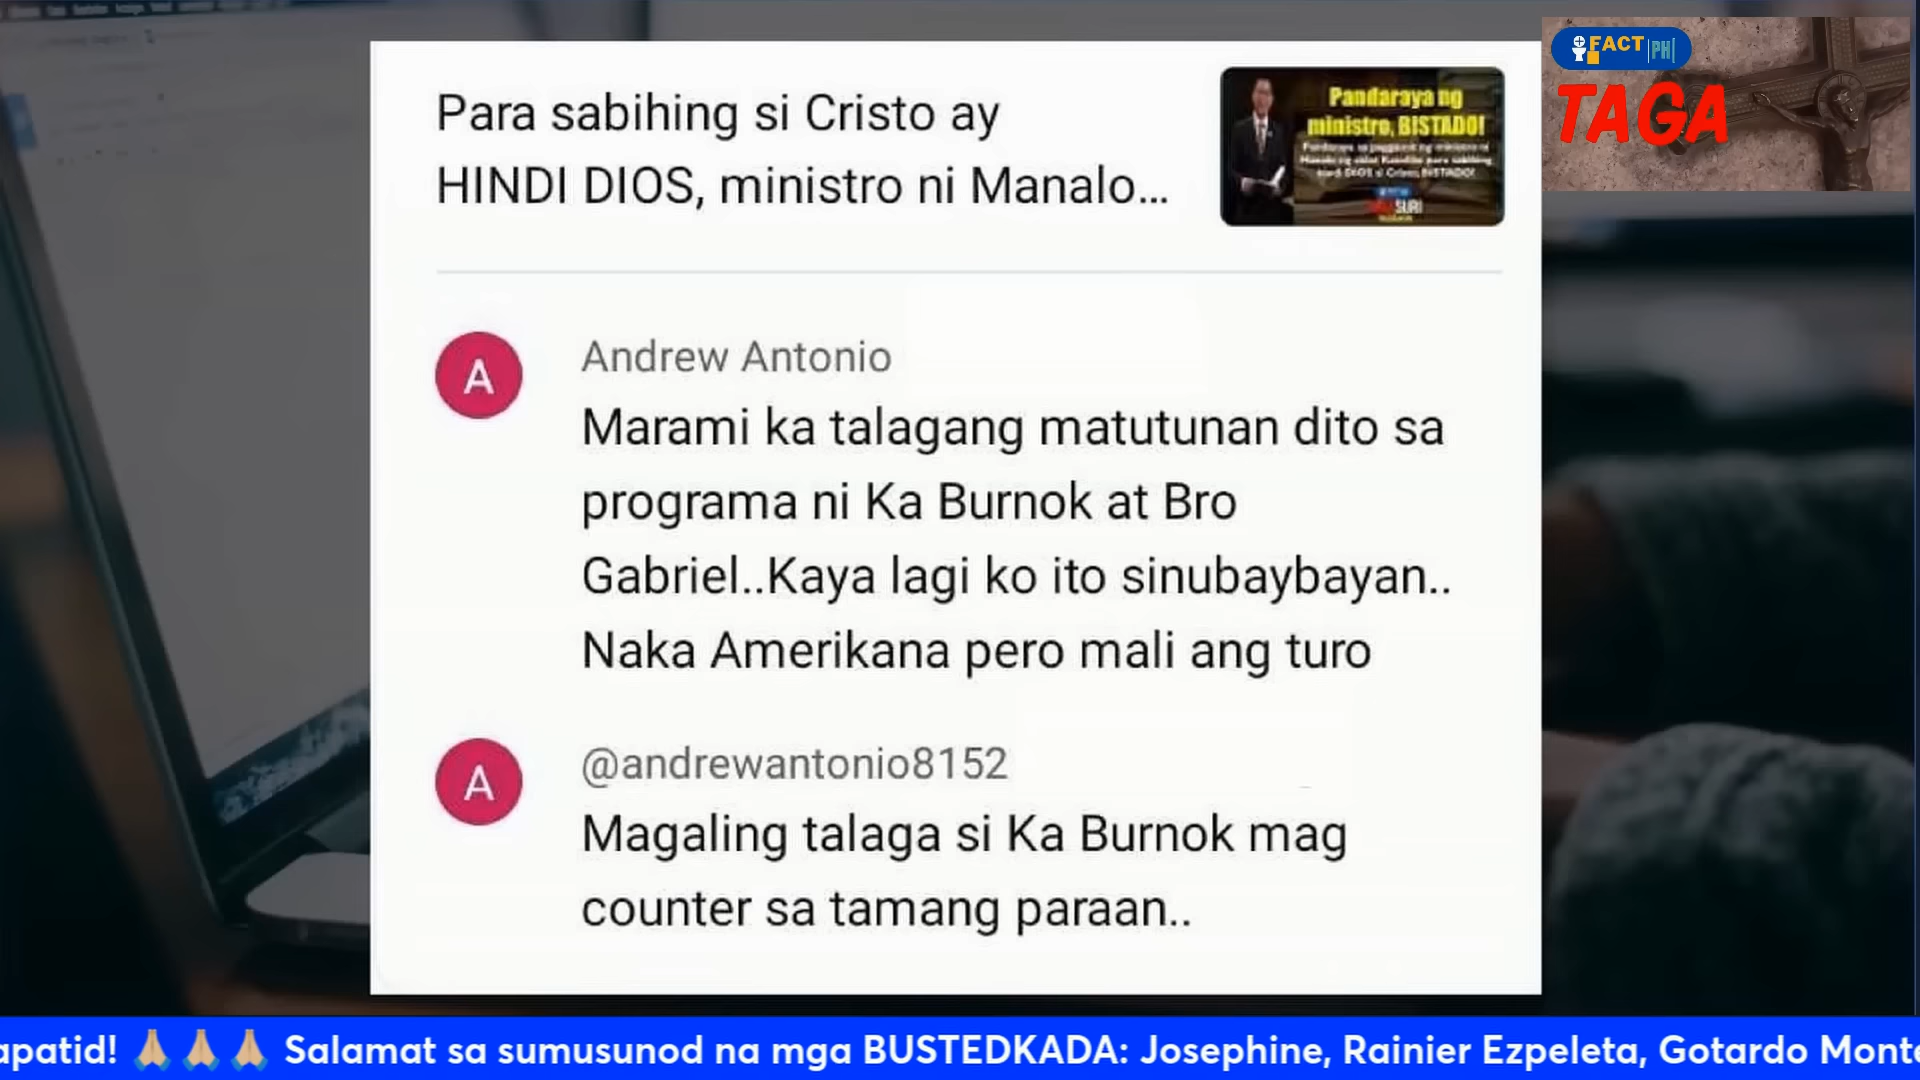 Para sabihing si Cristo ay
HINDI DIOS, ministro ni Manalo...
Pandaraya ng
ministro, BISTADO!
FACT PH
TAGA
Andrew Antonio
A
Marami ka talagang matutunan dito sa
programa ni Ka Burnok at Bro
Gabriel..Kaya lagi ko ito sinubaybayan..
Naka Amerikana pero mali ang turo
@andrewantonio8152
A
Magaling talaga si Ka Burnok mag
counter sa tamang paraan..
apatid! 🙏🏼 🙏🏼 🙏🏼 Salamat sa sumusunod na mga BUSTEDKADA: Josephine, Rainier Ezpeleta, Gotardo Monte